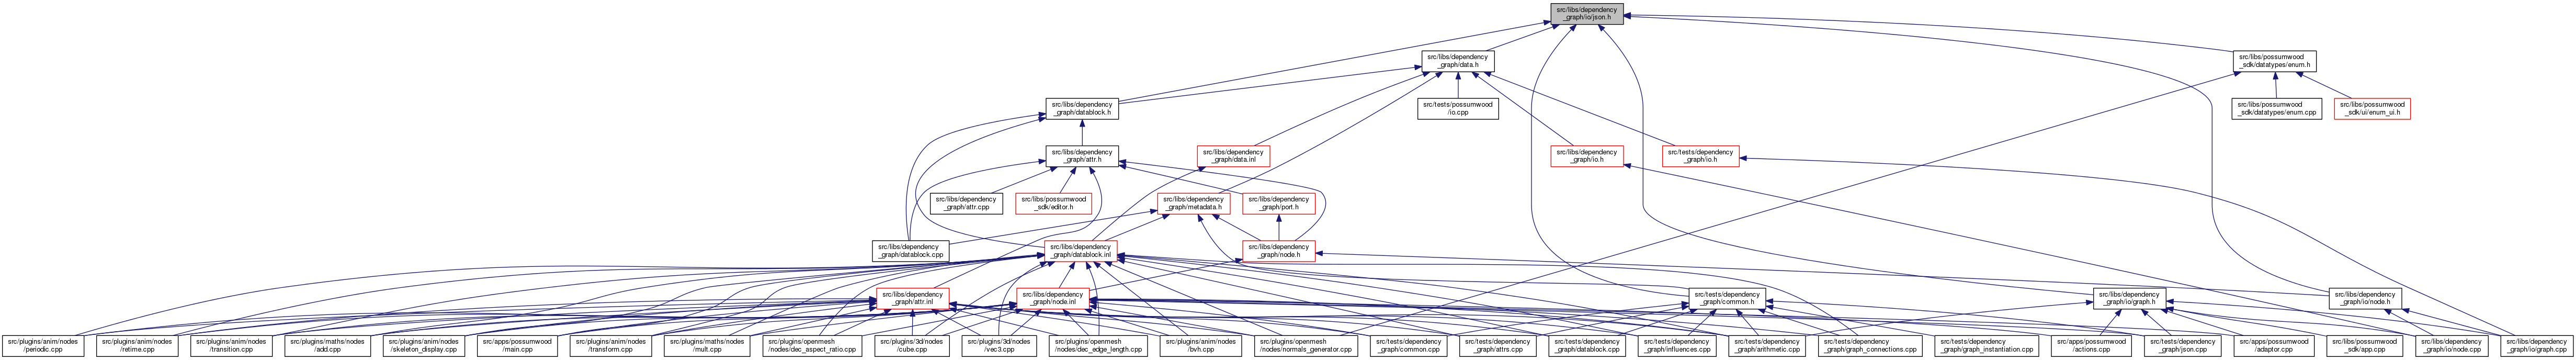 src/libs/dependency
_graph/io/json.h
src/libs/dependency
_graph/data.h
src/libs/possumwood
_sdk/datatypes/enum.h
src/libs/dependency
_graph/datablock.h
src/tests/possumwood
/io.cpp
src/libs/possumwood
_sdk/datatypes/enum.cpp
src/libs/possumwood
_sdk/ui/enum_ui.h
src/libs/dependency
_graph/attr.h
src/libs/dependency
_graph/data.inl
src/libs/dependency
_graph/io.h
src/tests/dependency
_graph/io.h
src/libs/dependency
_graph/attr.cpp
src/libs/possumwood
_sdk/editor.h
src/libs/dependency
_graph/metadata.h
src/libs/dependency
_graph/port.h
src/libs/dependency
_graph/datablock.cpp
src/libs/dependency
_graph/datablock.inl
src/libs/dependency
_graph/node.h
src/libs/dependency
_graph/attr.inl
src/libs/dependency
_graph/node.inl
src/tests/dependency
_graph/common.h
src/libs/dependency
_graph/io/graph.h
src/libs/dependency
_graph/io/node.h
src/plugins/anim/nodes
/periodic.cpp
src/plugins/anim/nodes
/retime.cpp
src/plugins/anim/nodes
/transition.cpp
src/plugins/maths/nodes
/add.cpp
src/plugins/anim/nodes
/skeleton_display.cpp
src/apps/possumwood
/main.cpp
src/plugins/anim/nodes
/transform.cpp
src/plugins/maths/nodes
/mult.cpp
src/plugins/openmesh
/nodes/dec_aspect_ratio.cpp
src/plugins/3d/nodes
/cube.cpp
src/plugins/3d/nodes
/vec3.cpp
src/plugins/openmesh
/nodes/dec_edge_length.cpp
src/plugins/anim/nodes
/bvh.cpp
src/plugins/openmesh
/nodes/normals_generator.cpp
src/tests/dependency
_graph/common.cpp
src/tests/dependency
_graph/attrs.cpp
src/tests/dependency
_graph/datablock.cpp
src/tests/dependency
_graph/influences.cpp
src/tests/dependency
_graph/arithmetic.cpp
src/tests/dependency
_graph/graph_connections.cpp
src/tests/dependency
_graph/graph_instantiation.cpp
src/apps/possumwood
/actions.cpp
src/tests/dependency
_graph/json.cpp
src/apps/possumwood
/adaptor.cpp
src/libs/possumwood
_sdk/app.cpp
src/libs/dependency
_graph/io/node.cpp
src/libs/dependency
_graph/io/graph.cpp